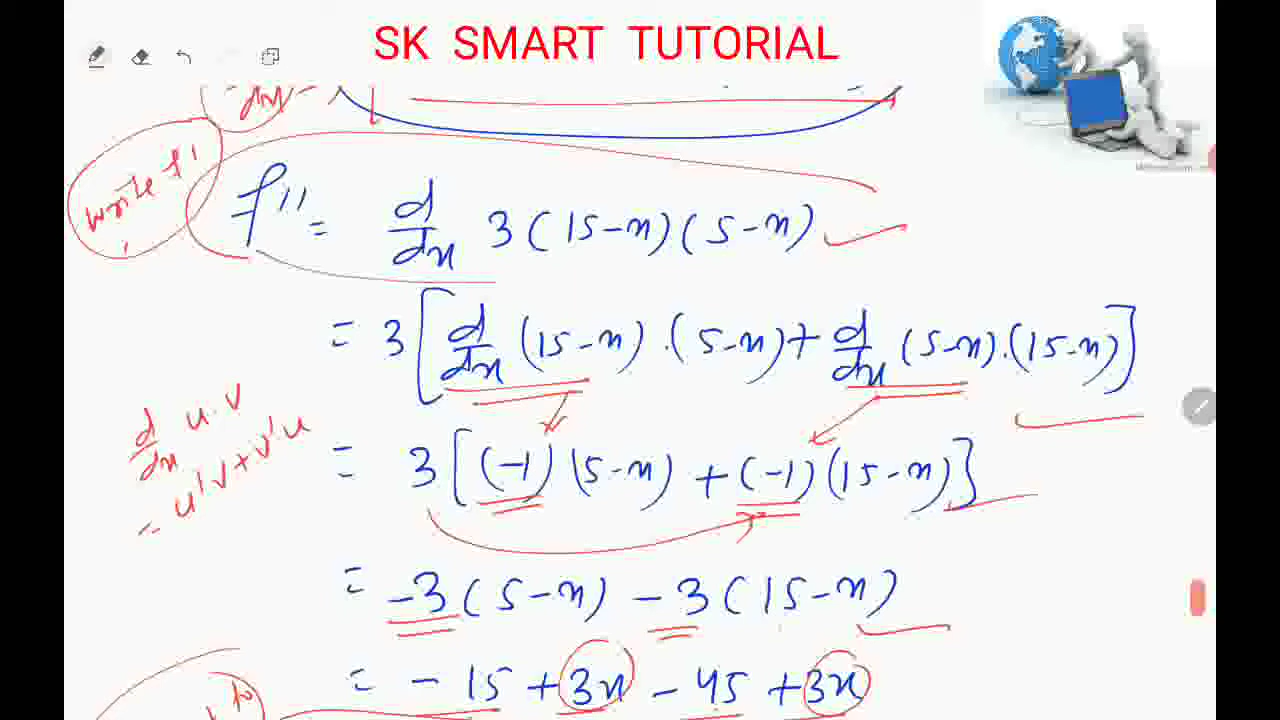 SK SMART TUTORIAL
write f'
f'' = d/dx 3(15-x)(5-x)
= 3[d/dx (15-x).(5-x) + d/dx (5-x).(15-x)]
d/dx u.v
= u'v + v'u
= 3[(-1)(5-x) + (-1)(15-x)]
= -3(5-x) -3(15-x)
= -15 + 3x - 45 + 3x
to